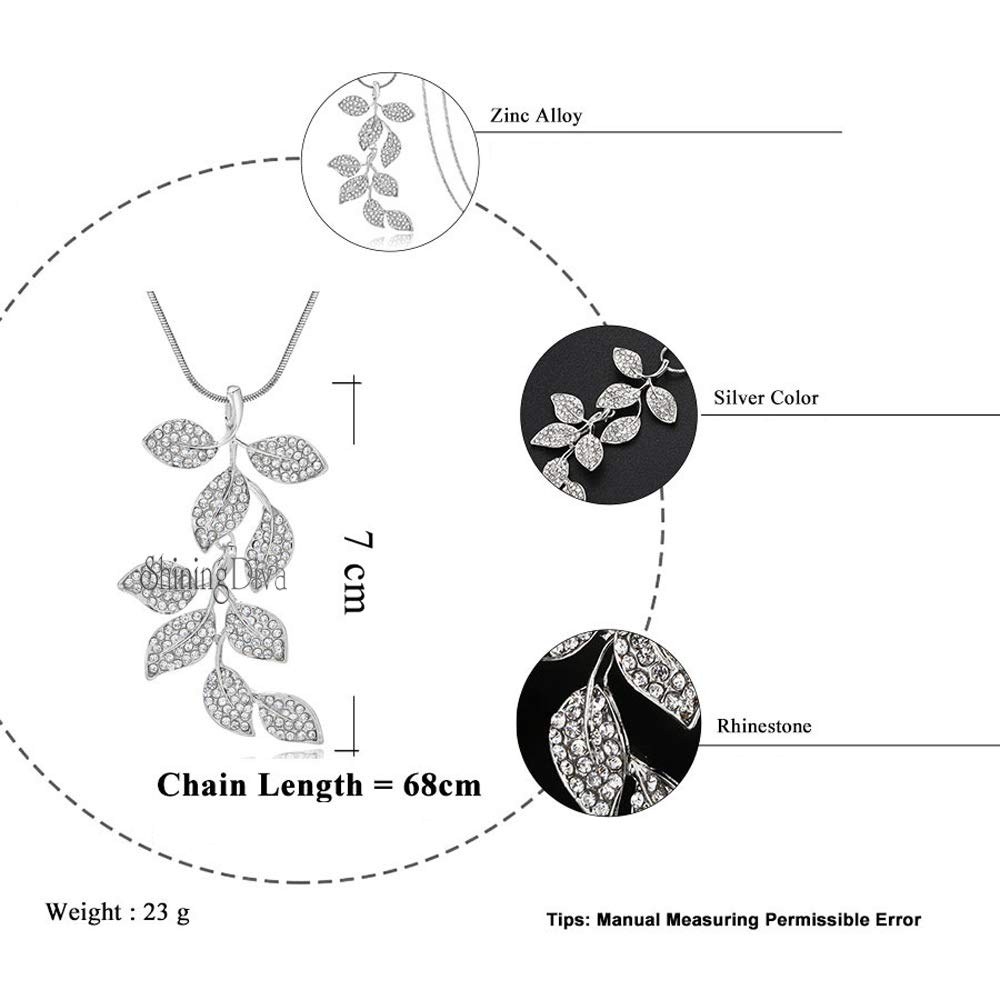 Zinc Alloy
Silver Color
7 cm
ShiningDiva
Rhinestone
Chain Length = 68cm
Weight : 23 g
Tips: Manual Measuring Permissible Error